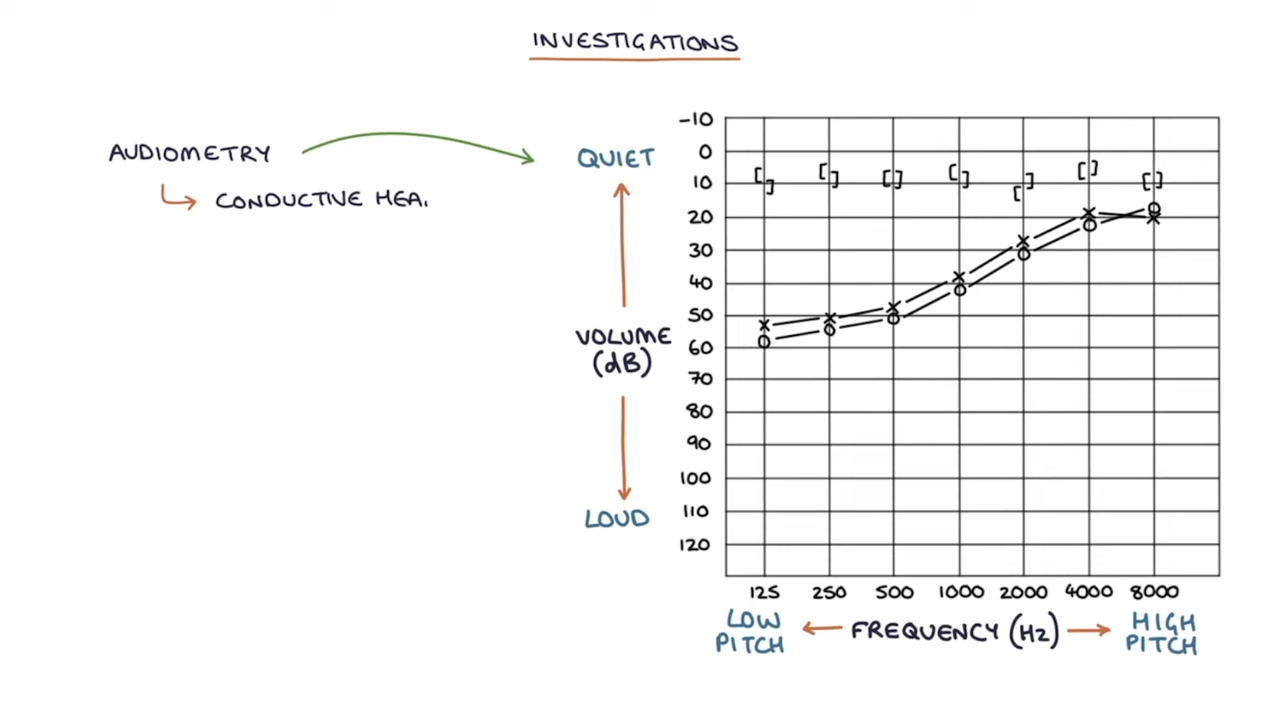 INVESTIGATIONS
AUDIOMETRY
CONDUCTIVE HEA
QUIET
VOLUME
(dB)
LOUD
-10
0
10
20
30
40
50
60
70
80
90
100
110
120
125 250 500 1000 2000 4000 8000
LOW PITCH
FREQUENCY (Hz)
HIGH PITCH